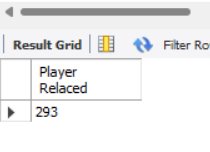 Result Grid Filter Ro
Player
Relaced
293